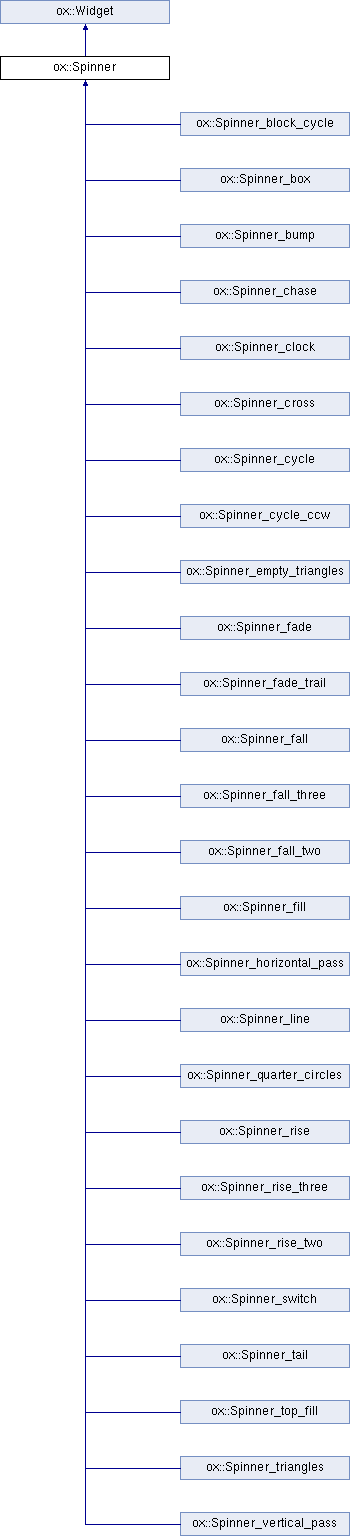 ox::Widget
ox::Spinner
ox::Spinner_block_cycle
ox::Spinner_box
ox::Spinner_bump
ox::Spinner_chase
ox::Spinner_clock
ox::Spinner_cross
ox::Spinner_cycle
ox::Spinner_cycle_ccw
ox::Spinner_empty_triangles
ox::Spinner_fade
ox::Spinner_fade_trail
ox::Spinner_fall
ox::Spinner_fall_three
ox::Spinner_fall_two
ox::Spinner_fill
ox::Spinner_horizontal_pass
ox::Spinner_line
ox::Spinner_quarter_circles
ox::Spinner_rise
ox::Spinner_rise_three
ox::Spinner_rise_two
ox::Spinner_switch
ox::Spinner_tail
ox::Spinner_top_fill
ox::Spinner_triangles
ox::Spinner_vertical_pass